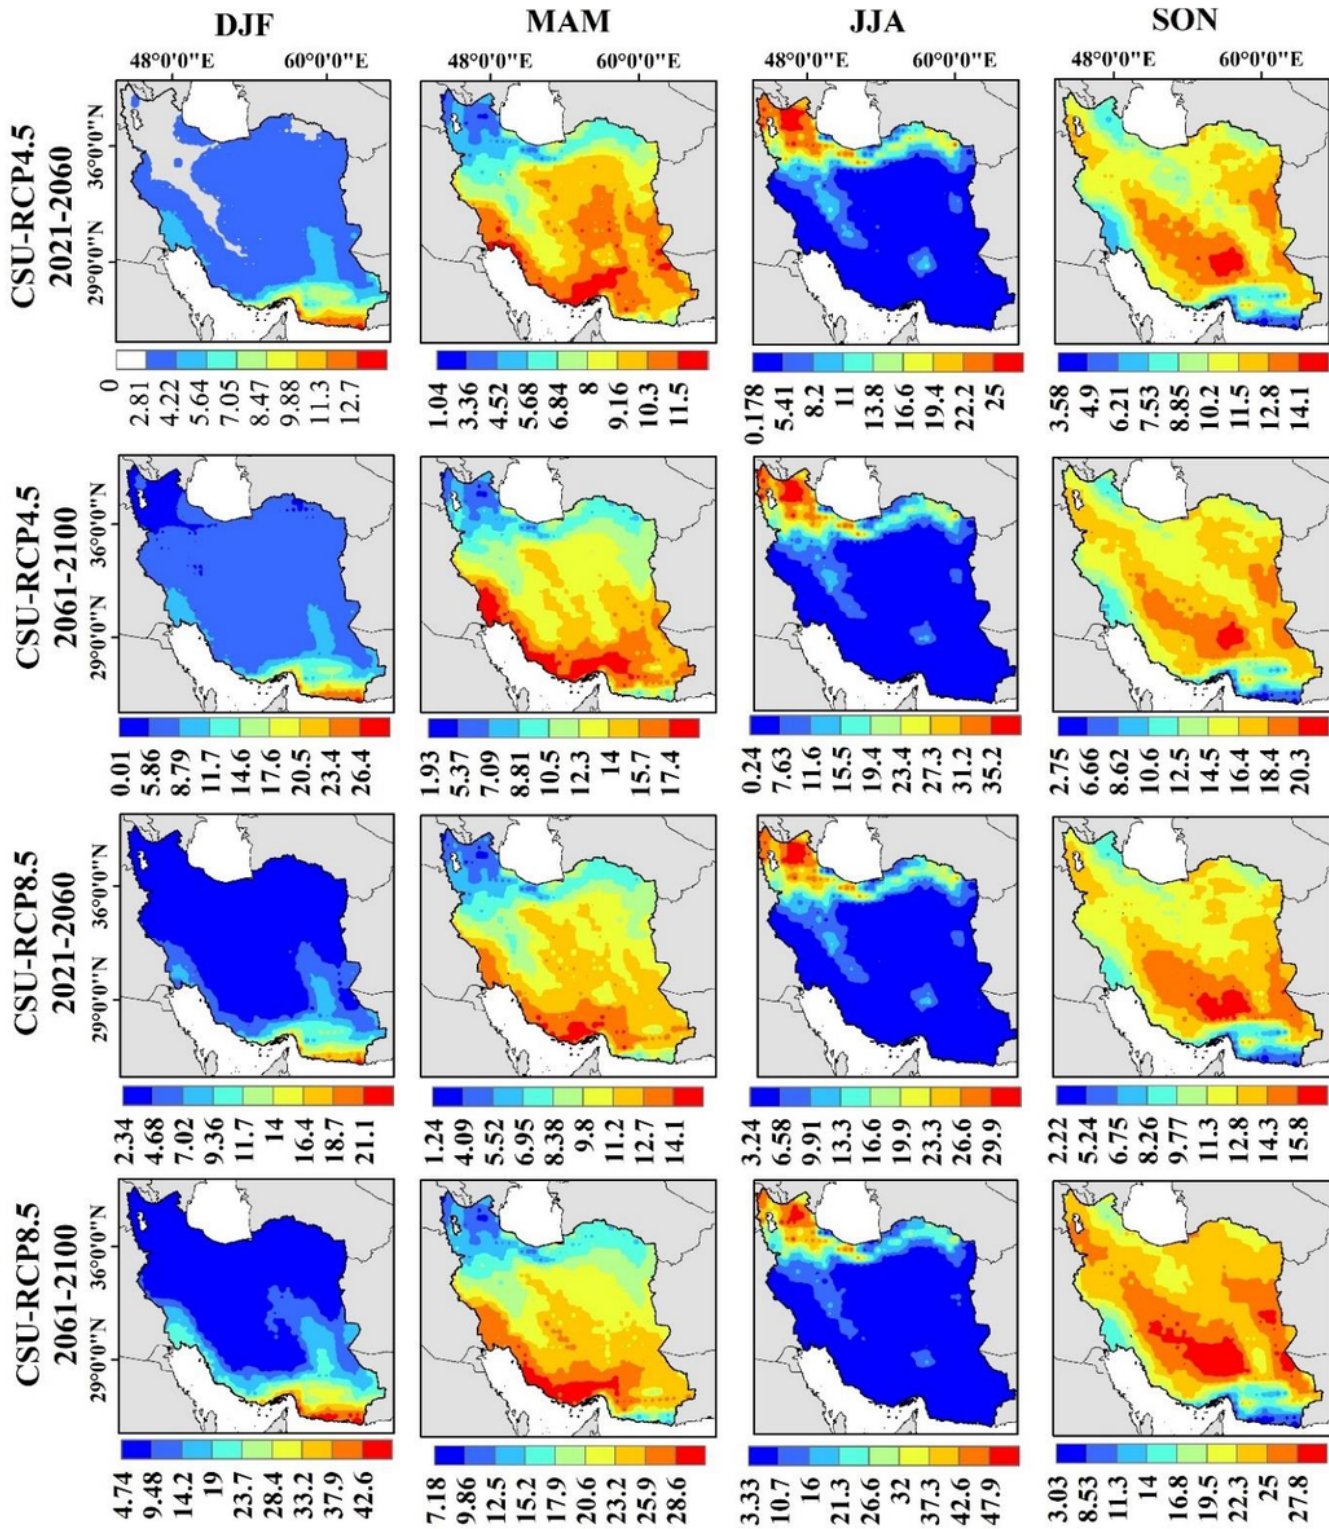 DJF MAM JJA SON
48°0'0"E 60°0'0"E 48°0'0"E 60°0'0"E 48°0'0"E 60°0'0"E 48°0'0"E 60°0'0"E
CSU-RCP4.5
2021-2060
36°0'0"N
29°0'0"N
0 2.81 4.22 5.64 7.05 8.47 9.88 11.3 12.7
1.04 3.36 4.52 5.68 6.84 8 9.16 10.3 11.5
0.178 5.41 8.2 11 13.8 16.6 19.4 22.2 25
3.58 4.9 6.21 7.53 8.85 10.2 11.5 12.8 14.1
CSU-RCP4.5
2061-2100
36°0'0"N
29°0'0"N
0.01 5.86 8.79 11.7 14.6 17.6 20.5 23.4 26.4
1.93 5.37 7.09 8.81 10.5 12.3 14 15.7 17.4
0.24 7.63 11.6 15.5 19.4 23.4 27.3 31.2 35.2
2.75 6.66 8.62 10.6 12.5 14.5 16.4 18.4 20.3
CSU-RCP8.5
2021-2060
36°0'0"N
29°0'0"N
2.34 4.68 7.02 9.36 11.7 14 16.4 18.7 21.1
1.24 4.09 5.52 6.95 8.38 9.8 11.2 12.7 14.1
3.24 6.58 9.91 13.3 16.6 19.9 23.3 26.6 29.9
2.22 5.24 6.75 8.26 9.77 11.3 12.8 14.3 15.8
CSU-RCP8.5
2061-2100
36°0'0"N
29°0'0"N
4.74 9.48 14.2 19 23.7 28.4 33.2 37.9 42.6
7.18 9.86 12.5 15.2 17.9 20.6 23.2 25.9 28.6
3.33 10.7 16 21.3 26.6 32 37.3 42.6 47.9
3.03 8.53 11.3 14 16.8 19.5 22.3 25 27.8